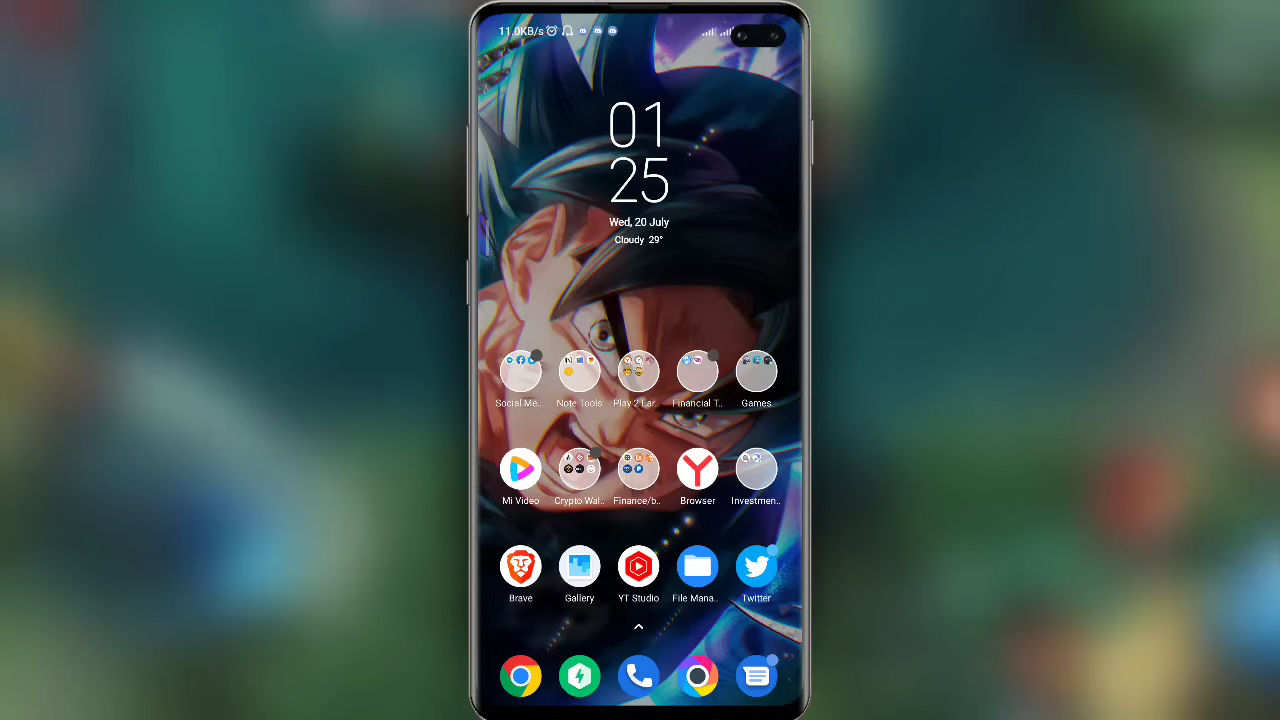 11.0KB/s
01
25
Wed, 20 July
Cloudy 29°
Social Me...
Note Tools
Play 2 Ear..
Financial T..
Games
Mi Video
Crypto Wal..
Finance/b..
Browser
Investmen..
Brave
Gallery
YT Studio
File Mana..
Twitter